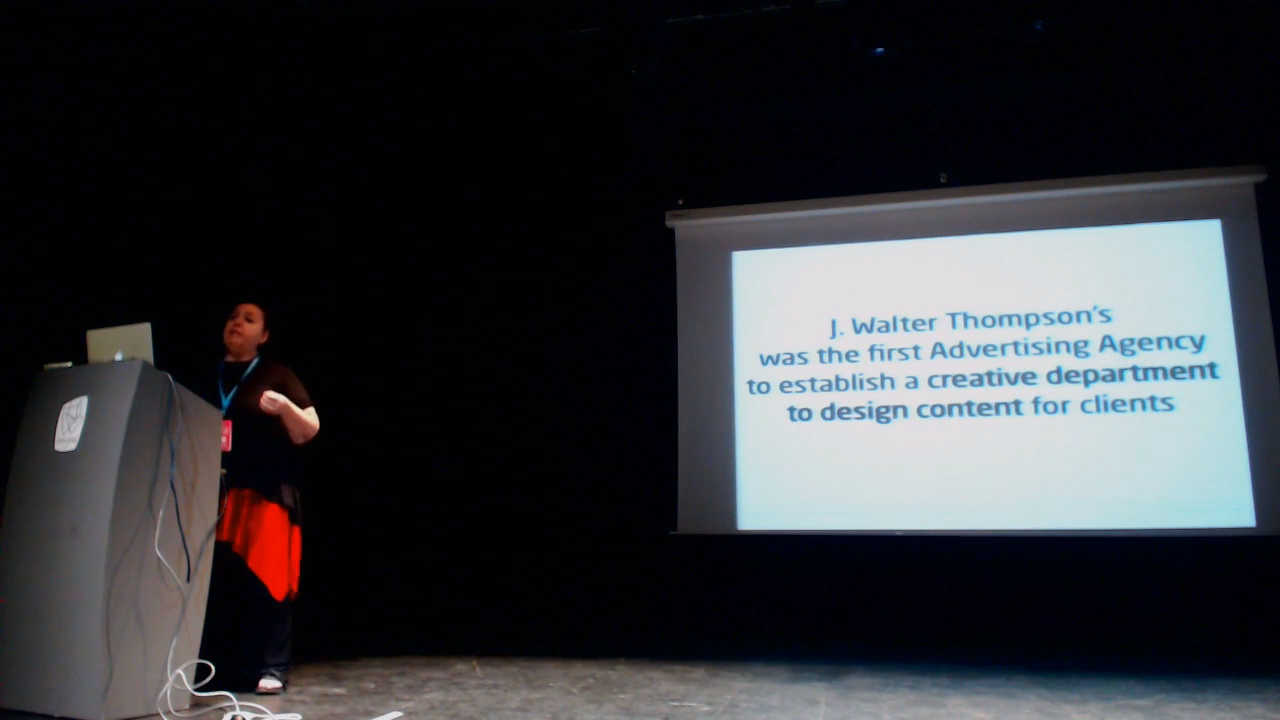 J. Walter Thompson's
was the first Advertising Agency
to establish a creative department
to design content for clients